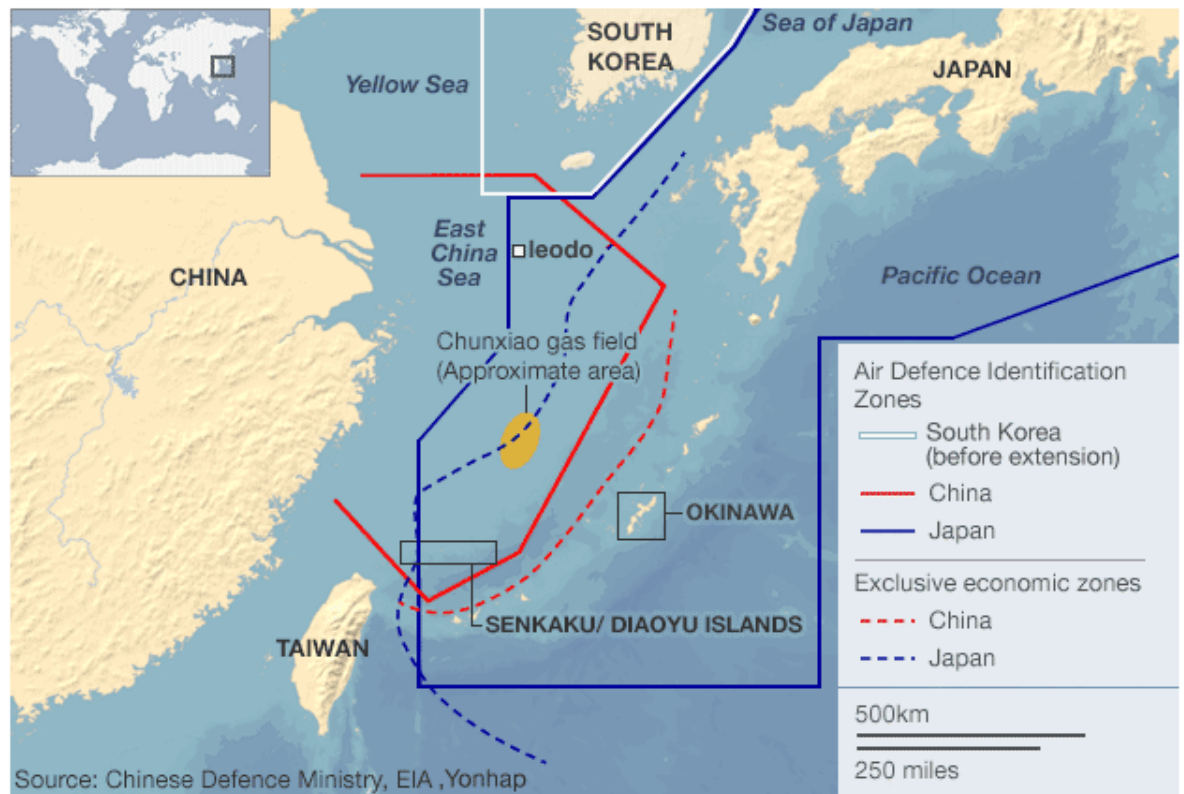 SOUTH
KOREA
Sea of Japan
JAPAN
Yellow Sea
East
China
Sea
leodo
CHINA
Pacific Ocean
Chunxiao gas field
(Approximate area)
OKINAWA
SENKAKU/ DIAOYU ISLANDS
TAIWAN
Air Defence Identification
Zones
South Korea
(before extension)
China
Japan
Exclusive economic zones
China
Japan
500km
250 miles
Source: Chinese Defence Ministry, EIA ,Yonhap